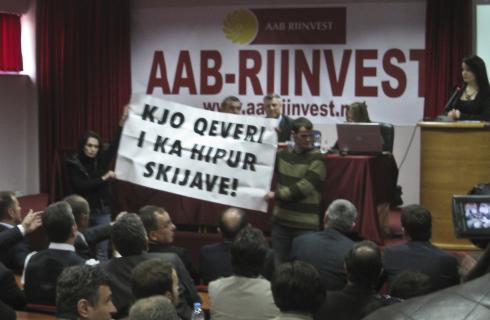 AAB RIINVEST
AAB-RIINVEST
www.aab-riinvest.net
KJO QEVERI
I KA HIPUR
SKIJAVE!